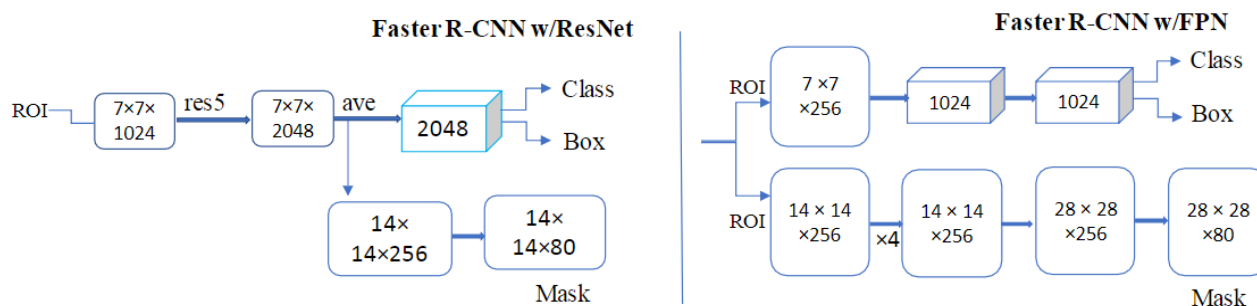 Faster R-CNN w/ResNet
ROI
7×7×
1024
res5
7×7×
2048
ave
2048
Class
Box
14×
14×256
14×
14×80
Mask
Faster R-CNN w/FPN
ROI
7 ×7
×256
1024
1024
Class
Box
ROI
14 × 14
×256
×4
14 × 14
×256
28 × 28
×256
28 × 28
×80
Mask